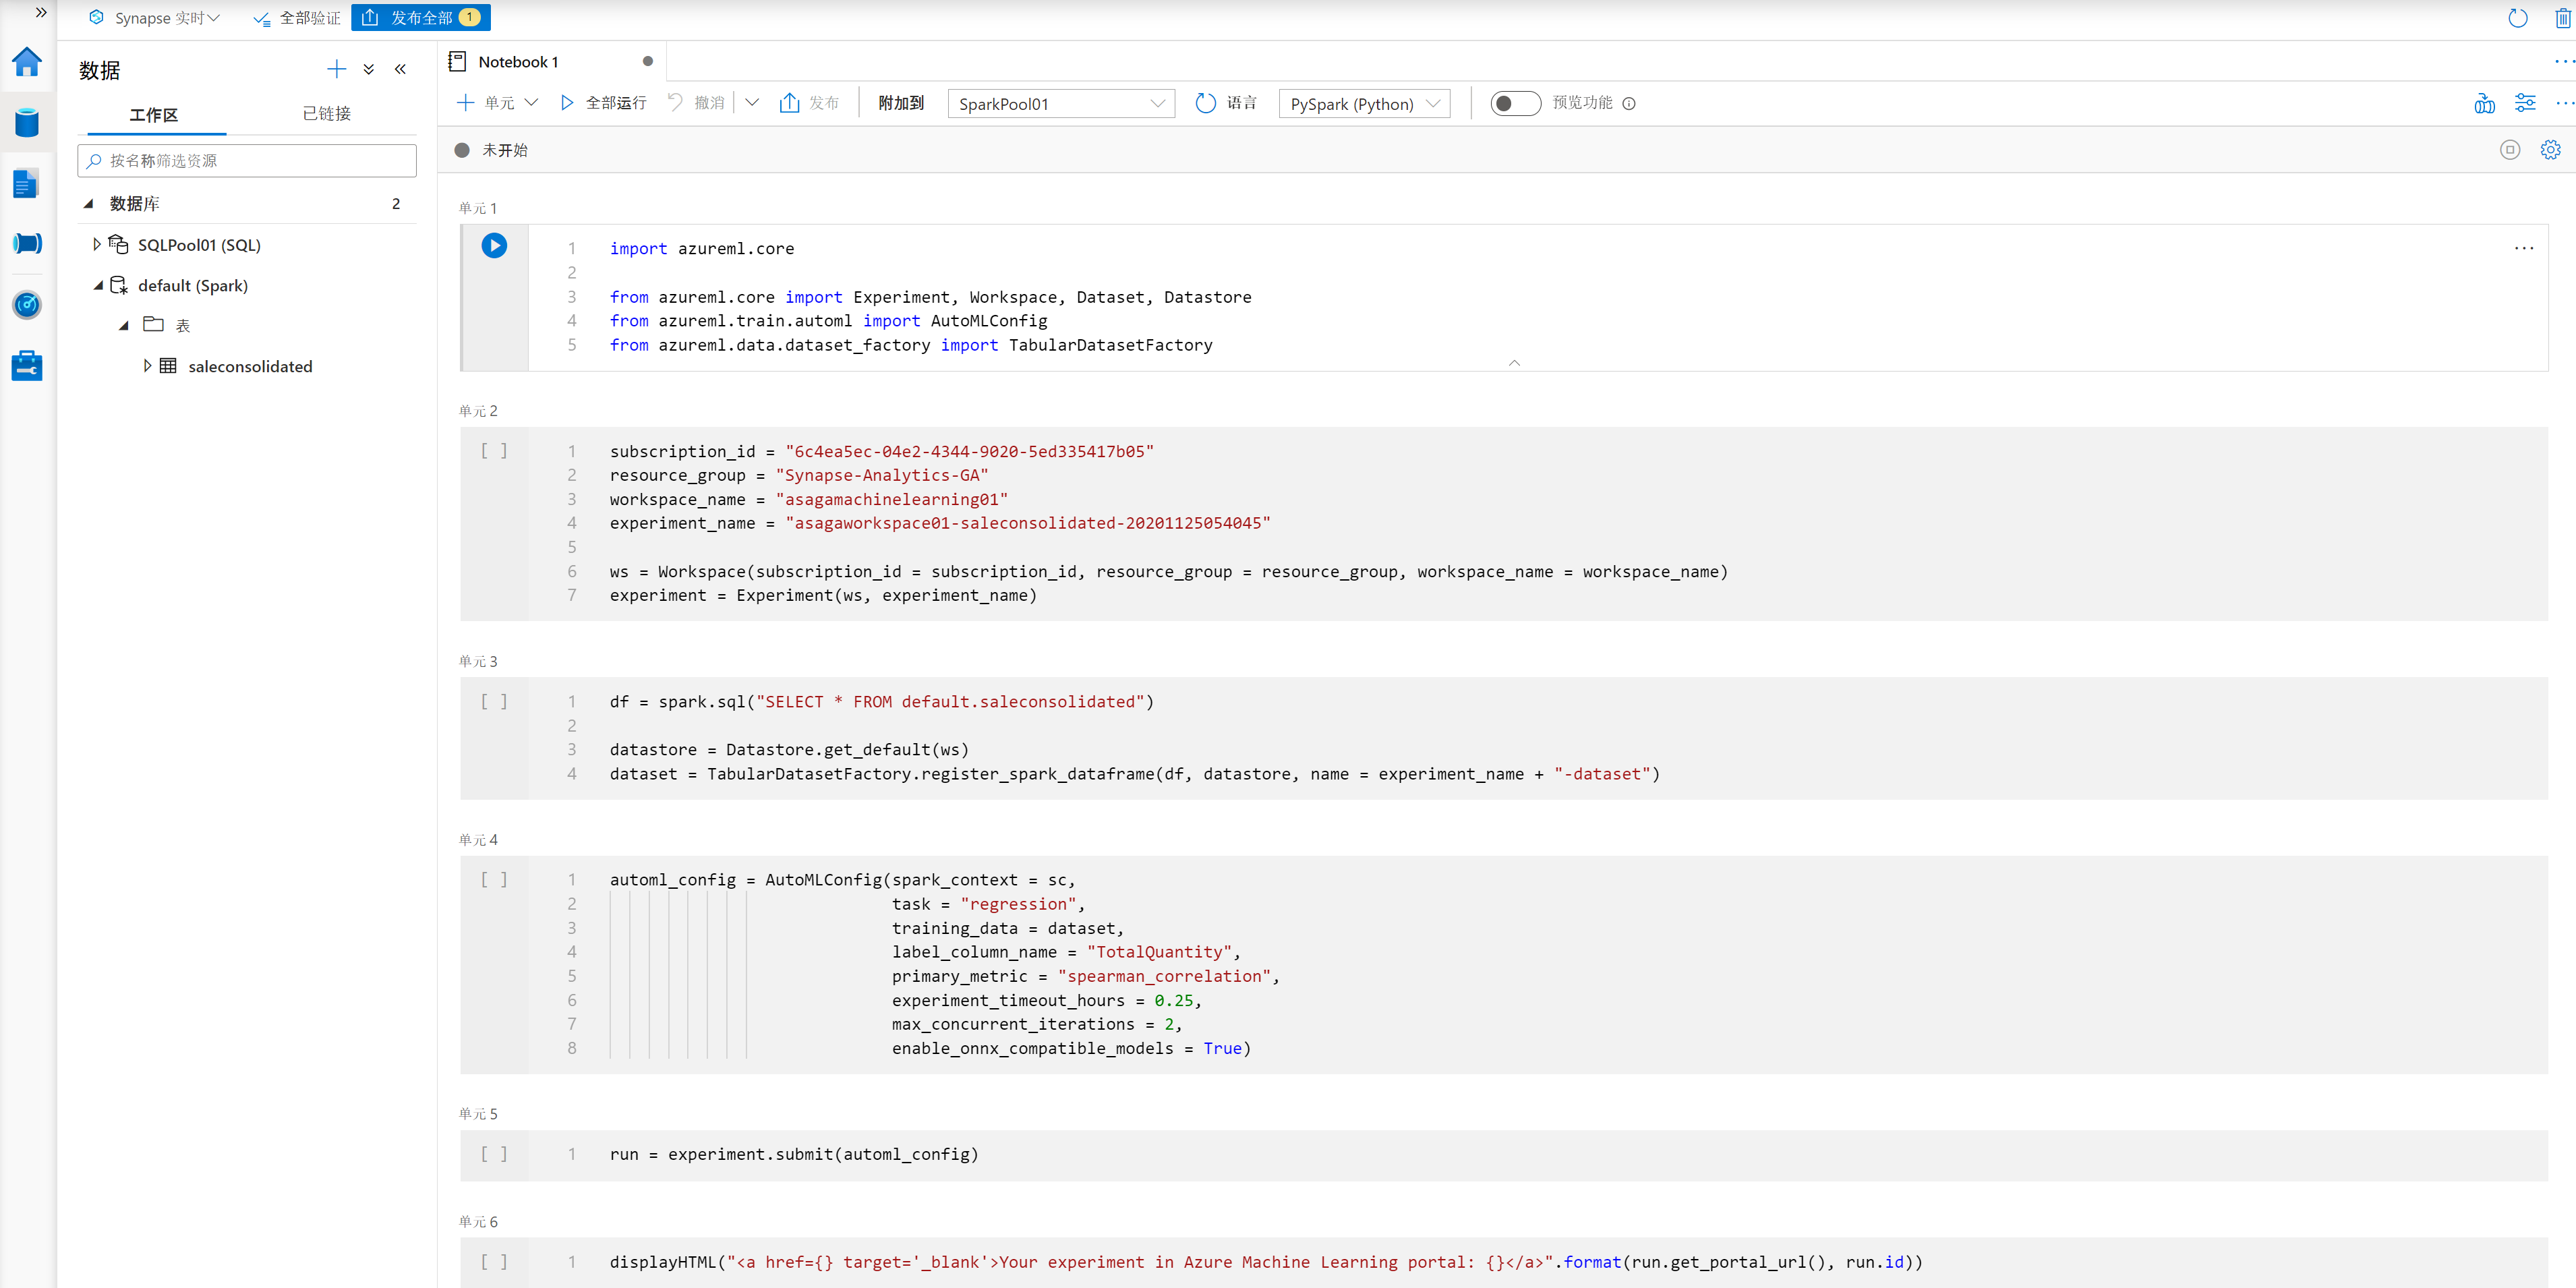 Synapse 实时
全部验证
发布全部 1
数据
工作区
已链接
按名称筛选资源
数据库 2
SQLPool01 (SQL)
default (Spark)
表
saleconsolidated
Notebook 1
单元
全部运行
撤消
发布
附加到
SparkPool01
语言
PySpark (Python)
预览功能
未开始
单元 1
1 import azureml.core
2
3 from azureml.core import Experiment, Workspace, Dataset, Datastore
4 from azureml.train.automl import AutoMLConfig
5 from azureml.data.dataset_factory import TabularDatasetFactory
单元 2
[ ] 1 subscription_id = "6c4ea5ec-04e2-4344-9020-5ed335417b05"
2 resource_group = "Synapse-Analytics-GA"
3 workspace_name = "asagamachinelearning01"
4 experiment_name = "asagaworkspace01-saleconsolidated-20201125054045"
5
6 ws = Workspace(subscription_id = subscription_id, resource_group = resource_group, workspace_name = workspace_name)
7 experiment = Experiment(ws, experiment_name)
单元 3
[ ] 1 df = spark.sql("SELECT * FROM default.saleconsolidated")
2
3 datastore = Datastore.get_default(ws)
4 dataset = TabularDatasetFactory.register_spark_dataframe(df, datastore, name = experiment_name + "-dataset")
单元 4
[ ] 1 automl_config = AutoMLConfig(spark_context = sc,
2 task = "regression",
3 training_data = dataset,
4 label_column_name = "TotalQuantity",
5 primary_metric = "spearman_correlation",
6 experiment_timeout_hours = 0.25,
7 max_concurrent_iterations = 2,
8 enable_onnx_compatible_models = True)
单元 5
[ ] 1 run = experiment.submit(automl_config)
单元 6
[ ] 1 displayHTML("<a href={} target='_blank'>Your experiment in Azure Machine Learning portal: {}</a>".format(run.get_portal_url(), run.id))